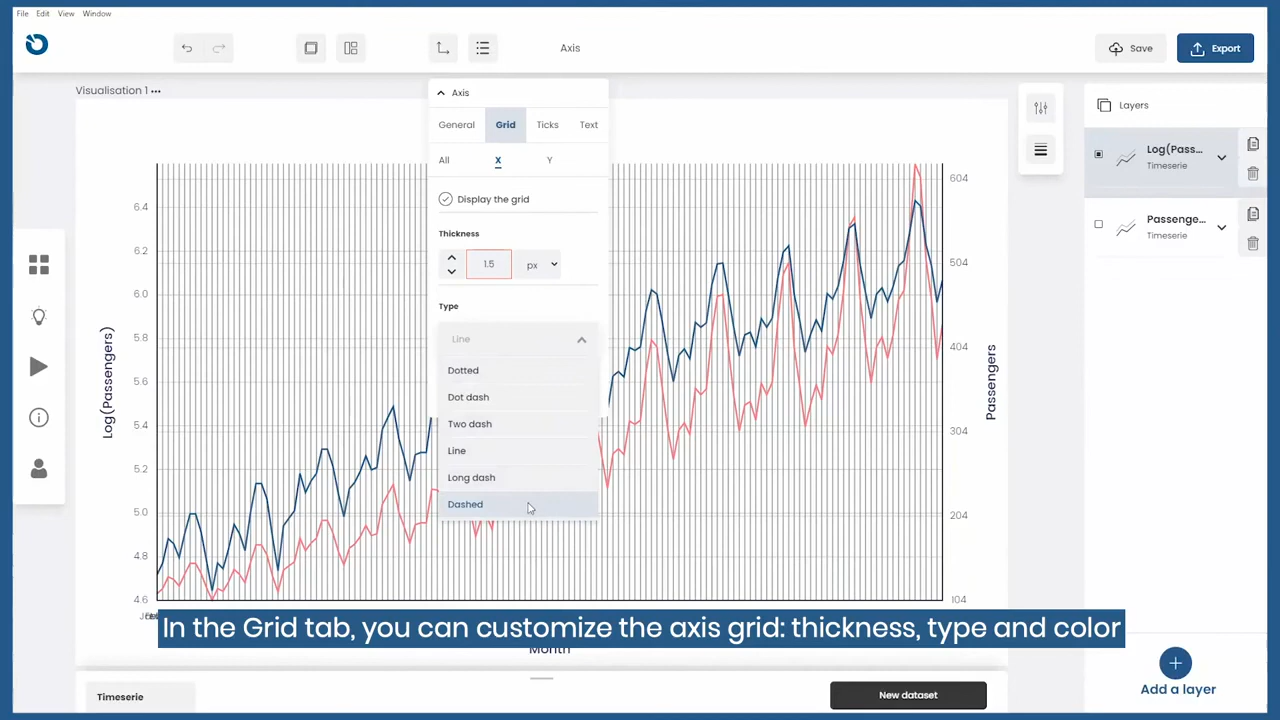 File Edit View Window
Axis
Save
Export
Visualisation 1 •••
Axis
General Grid Ticks Text
All X Y
Display the grid
Thickness
1.5 px
Type
Line
Dotted
Dot dash
Two dash
Line
Long dash
Dashed
Log(Passengers)
6.4
6.2
6.0
5.8
5.6
5.4
5.2
5.0
4.8
4.6
604
504
404
304
204
104
Passengers
In the Grid tab, you can customize the axis grid: thickness, type and color
Month
Timeserie
New dataset
Layers
Log(Pass...
Timeserie
Passenge...
Timeserie
Add a layer